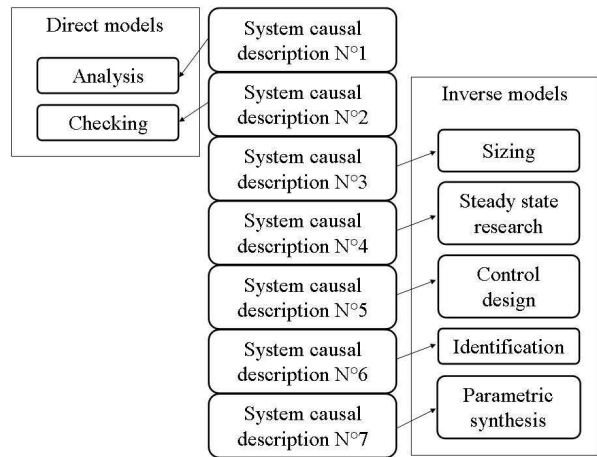 Direct models
Analysis
Checking
System causal
description N°1
System causal
description N°2
System causal
description N°3
System causal
description N°4
System causal
description N°5
System causal
description N°6
System causal
description N°7
Inverse models
Sizing
Steady state
research
Control
design
Identification
Parametric
synthesis